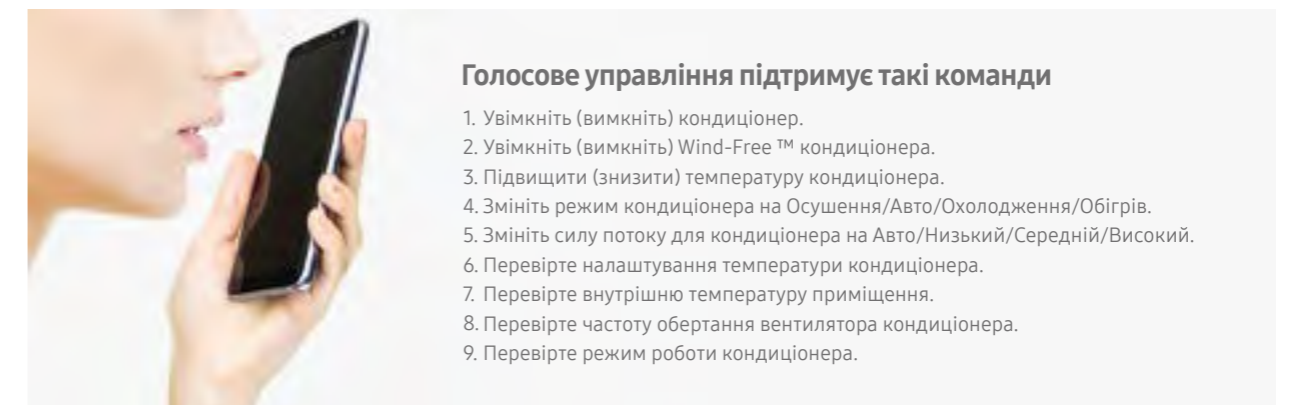 Голосове управління підтримує такі команди
1. Увімкніть (вимкніть) кондиціонер.
2. Увімкніть (вимкніть) Wind-Free ™ кондиціонера.
3. Підвищити (знизити) температуру кондиціонера.
4. Змініть режим кондиціонера на Осушення/Авто/Охолодження/Обігрів.
5. Змініть силу потоку для кондиціонера на Авто/Низький/Середній/Високий.
6. Перевірте налаштування температури кондиціонера.
7. Перевірте внутрішню температуру приміщення.
8. Перевірте частоту обертання вентилятора кондиціонера.
9. Перевірте режим роботи кондиціонера.